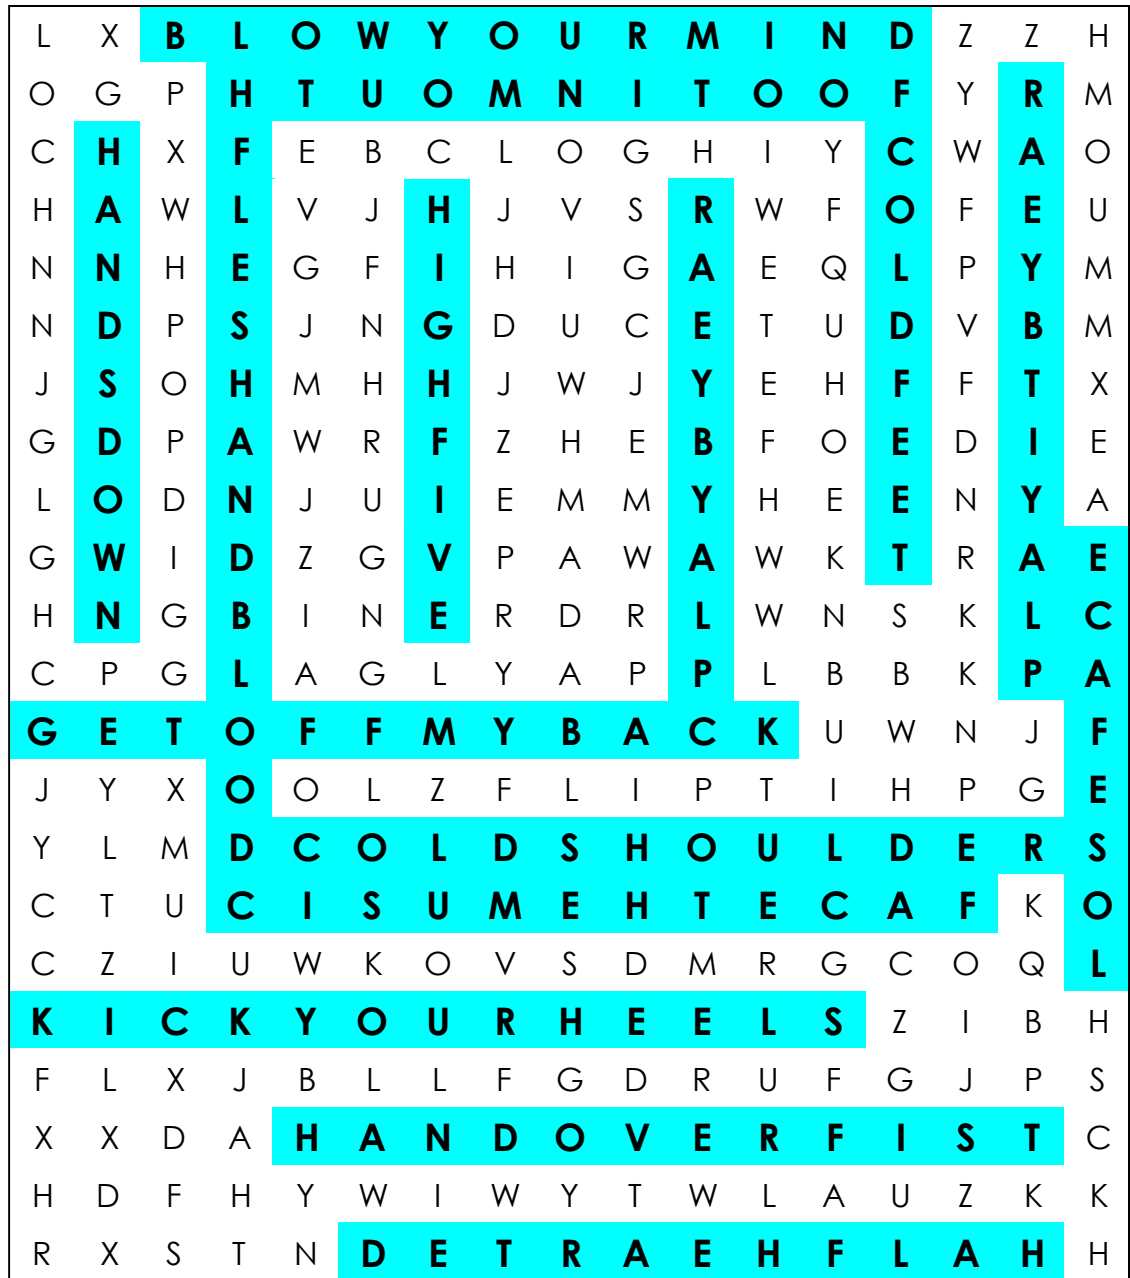 L X B L O W Y O U R M I N D Z Z H
O G P H T U O M N I T O O F Y R M
C H X F E B C L O G H I Y C W A O
H A W L V J H J V S R W F O F E U
N N H E G F I H I G A E Q L P Y M
N D P S J N G D U C E T U D V B M
J S O H M H H J W J Y E H F F T X
G D P A W R F Z H E B F O E D I E
L O D N J U I E M M Y H E E N Y A
G W I D Z G V P A W A W K T R A E
H N G B I N E R D R L W N S K L C
C P G L A G L Y A P P L B B K P A
G E T O F F M Y B A C K U W N J F
J Y X O O L Z F L I P T I H P G E
Y L M D C O L D S H O U L D E R S
C T U C I S U M E H T E C A F K O
C Z I U W K O V S D M R G C O Q L
K I C K Y O U R H E E L S Z I B H
F L X J B L L F G D R U F G J P S
X X D A H A N D O V E R F I S T C
H D F H Y W I W Y T W L A U Z K K
R X S T N D E T R A E H F L A H H